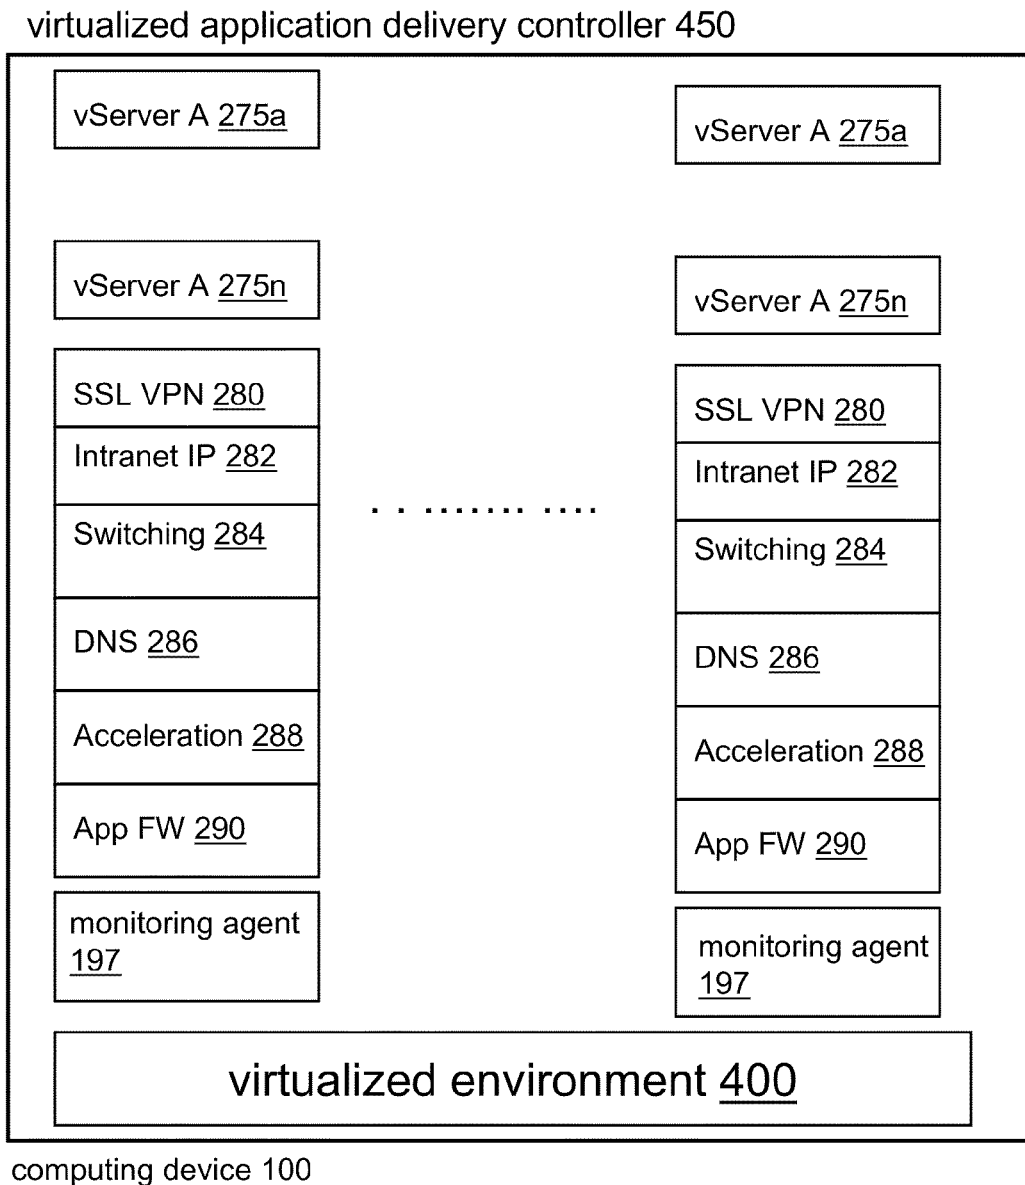 virtualized application delivery controller 450
vServer A 275a
vServer A 275n
SSL VPN 280
Intranet IP 282
Switching 284
DNS 286
Acceleration 288
App FW 290
monitoring agent
197
. . ....... ....
vServer A 275a
vServer A 275n
SSL VPN 280
Intranet IP 282
Switching 284
DNS 286
Acceleration 288
App FW 290
monitoring agent
197
virtualized environment 400
computing device 100